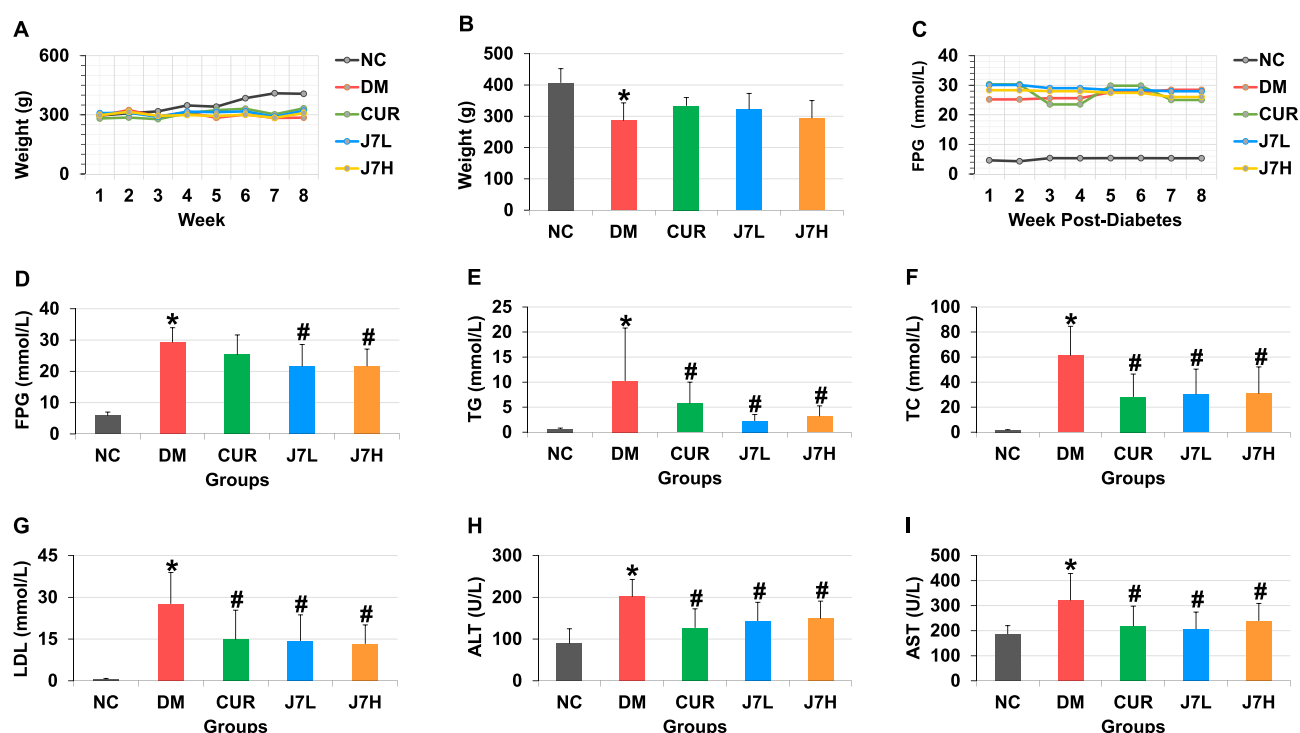 A
600
300
0
Weight (g)
1 2 3 4 5 6 7 8
Week
NC
DM
CUR
J7L
J7H
B
500
400
300
200
100
0
Weight (g)
*
NC DM CUR J7L J7H
C
40
30
20
10
0
FPG (mmol/L)
1 2 3 4 5 6 7 8
Week Post-Diabetes
NC
DM
CUR
J7L
J7H
D
40
30
20
10
0
FPG (mmol/L)
* # #
NC DM CUR J7L J7H
Groups
E
25
20
15
10
5
0
TG (mmol/L)
* # # #
NC DM CUR J7L J7H
Groups
F
100
80
60
40
20
0
TC (mmol/L)
* # # #
NC DM CUR J7L J7H
Groups
G
45
30
15
0
LDL (mmol/L)
* # # #
NC DM CUR J7L J7H
Groups
H
300
200
100
0
ALT (U/L)
* # # #
NC DM CUR J7L J7H
Groups
I
500
400
300
200
100
0
AST (U/L)
* # # #
NC DM CUR J7L J7H
Groups